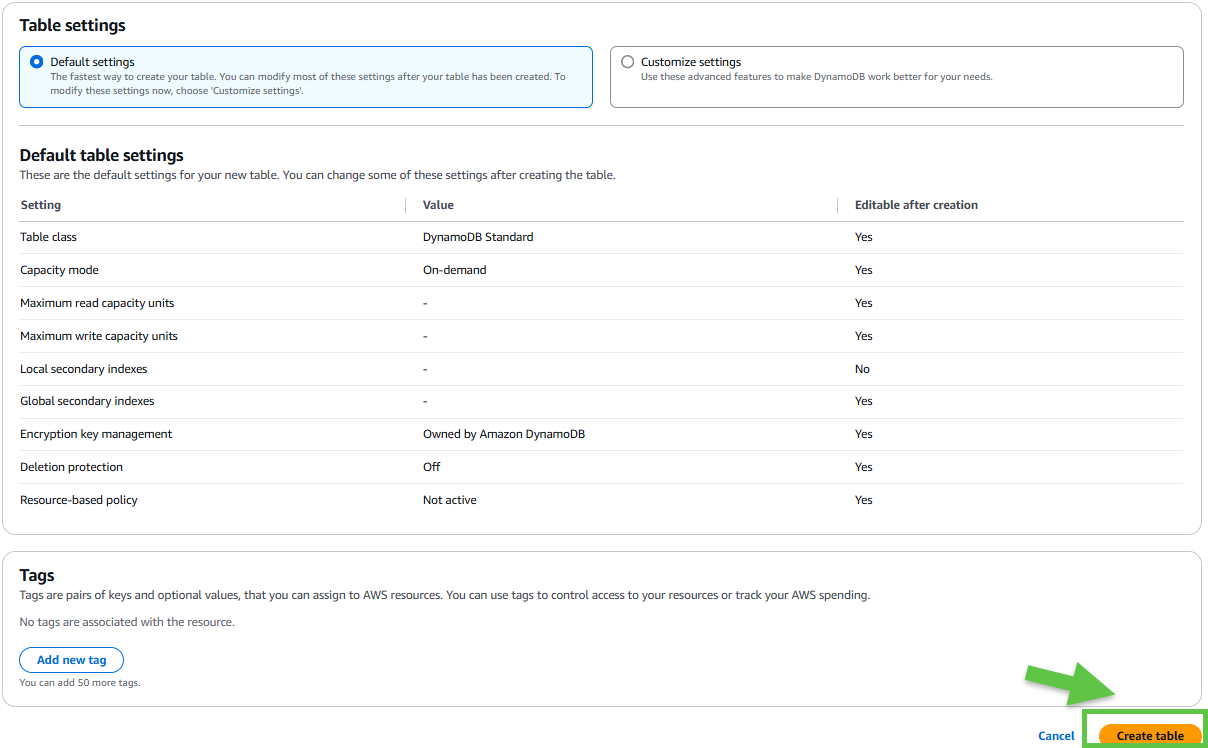 Table settings
Default settings
The fastest way to create your table. You can modify most of these settings after your table has been created. To
modify these settings now, choose 'Customize settings'.
Customize settings
Use these advanced features to make DynamoDB work better for your needs.
Default table settings
These are the default settings for your new table. You can change some of these settings after creating the table.
Setting Value Editable after creation
Table class DynamoDB Standard Yes
Capacity mode On-demand Yes
Maximum read capacity units - Yes
Maximum write capacity units - Yes
Local secondary indexes - No
Global secondary indexes - Yes
Encryption key management Owned by Amazon DynamoDB Yes
Deletion protection Off Yes
Resource-based policy Not active Yes
Tags
Tags are pairs of keys and optional values, that you can assign to AWS resources. You can use tags to control access to your resources or track your AWS spending.
No tags are associated with the resource.
Add new tag
You can add 50 more tags.
Cancel Create table